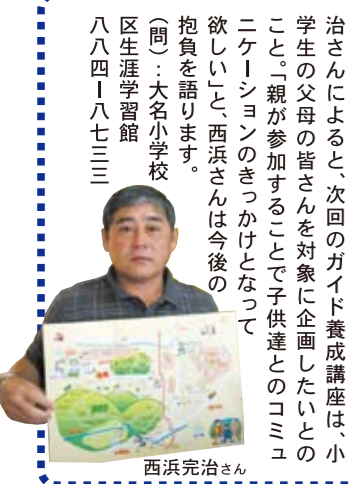 治さんによると、次回のガイド養成講座は、小
学生の父母の皆さんを対象に企画したいとの
こと。「親が参加することで子供達とのコミュ
ニケーションのきっかけとなって
欲しい」と、西浜さんは今後の
抱負を語ります。
（問）：大名小学校
区生涯学習館
八八四ー八七三三
西浜完治さん